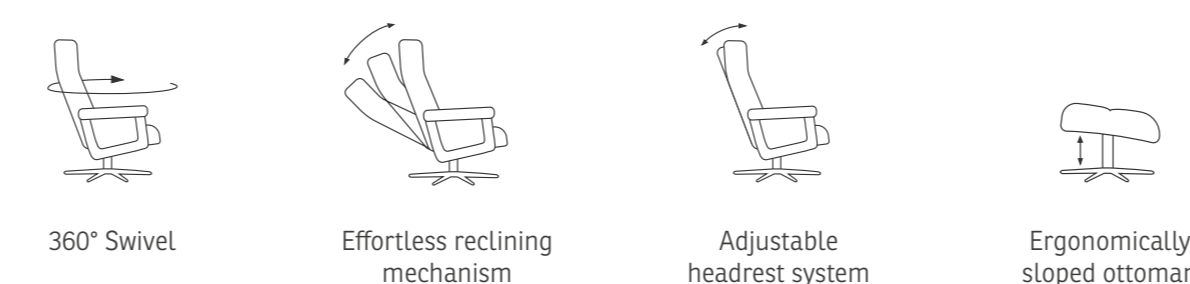 360° Swivel
Effortless reclining
mechanism
Adjustable
headrest system
Ergonomically
sloped ottoman